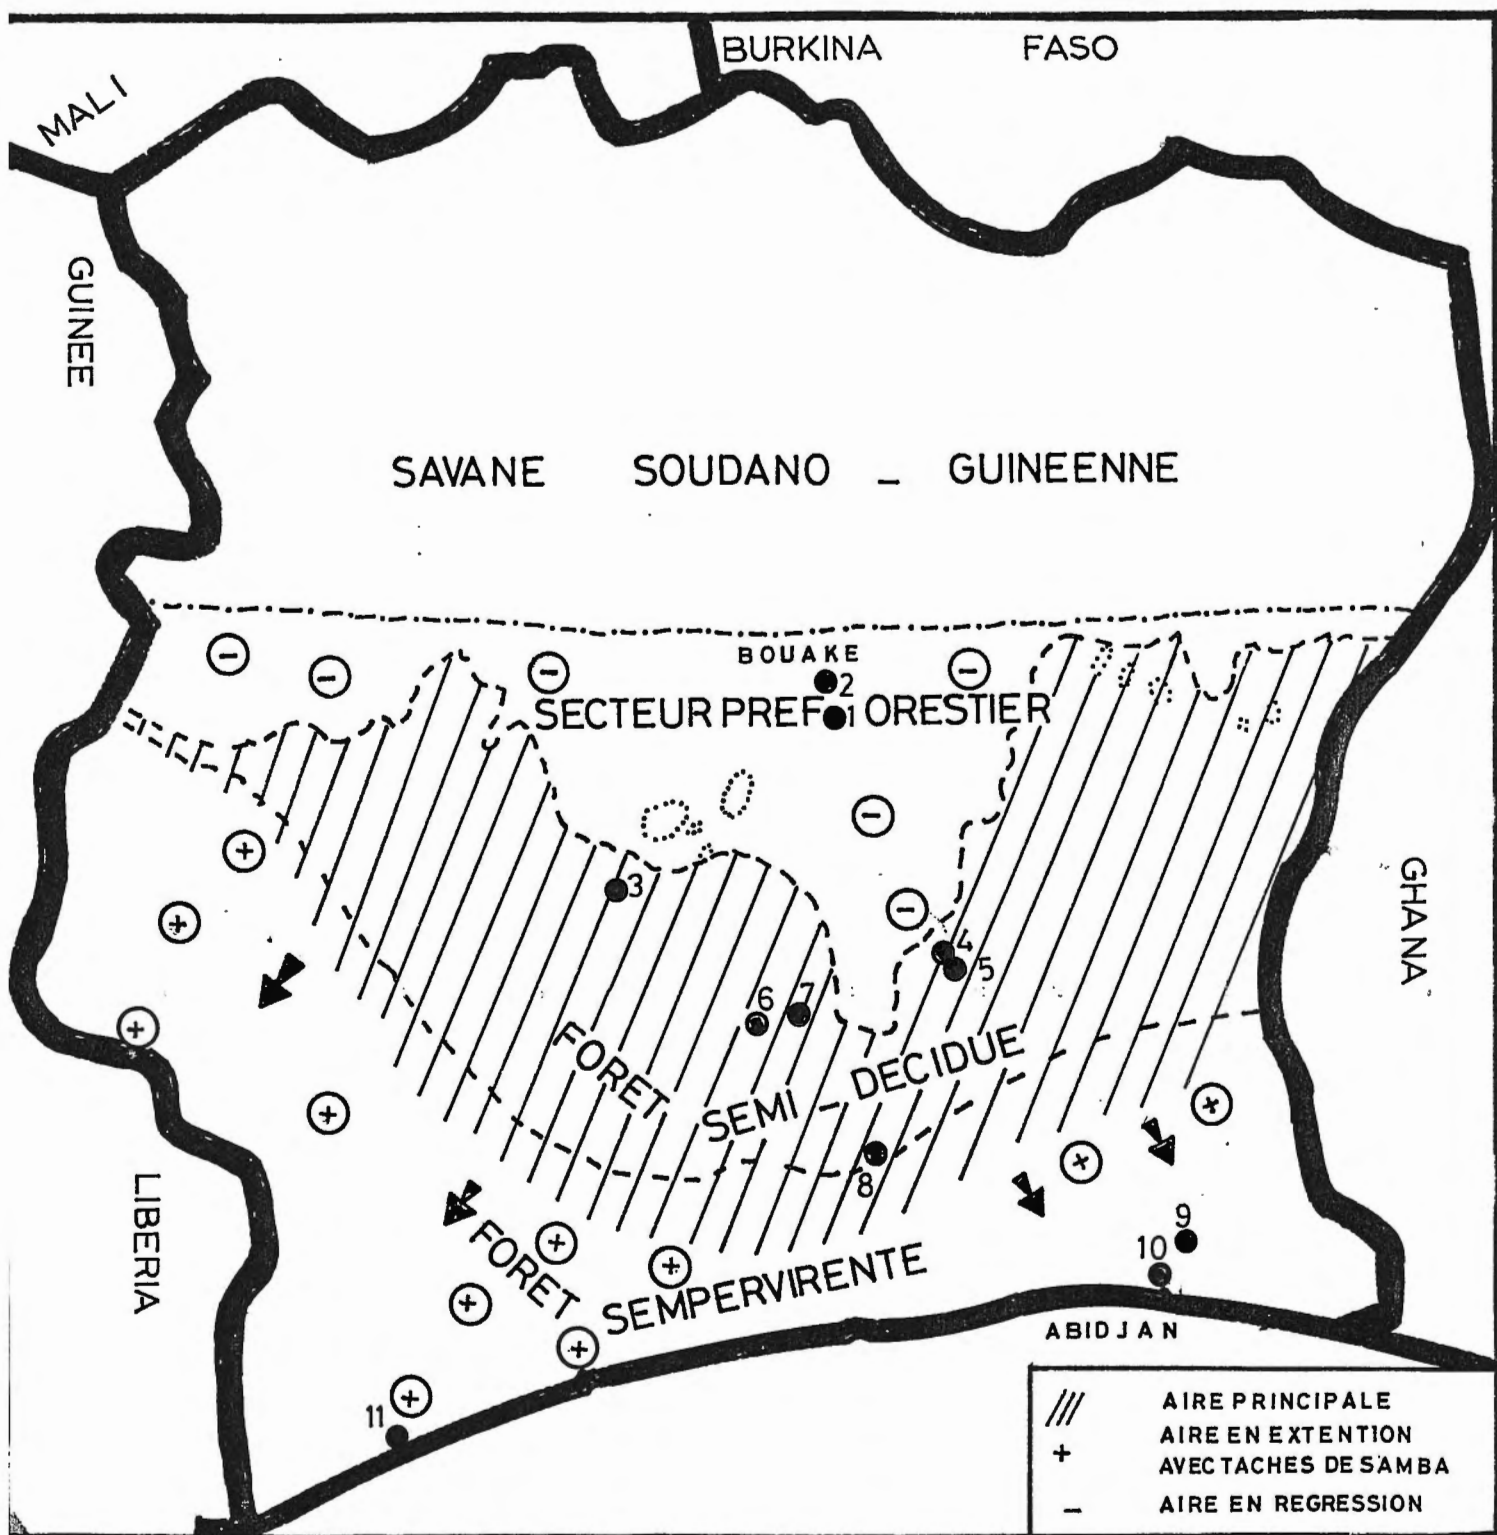 BURKINA FASO
MALI
GUINEE
SAVANE SOUDANO _ GUINEENNE
BOUAKE
2
SECTEUR PREF 1 ORESTIER
3
GHANA
4
5
6
7
FORET SEMI - DECIDUE
8
LIBERIA
9
10
FORET SEMPERVIRENTE
ABIDJAN
11
/// AIRE PRINCIPALE
+ AIRE EN EXTENTION
AVEC TACHES DE SAMBA
- AIRE EN REGRESSION